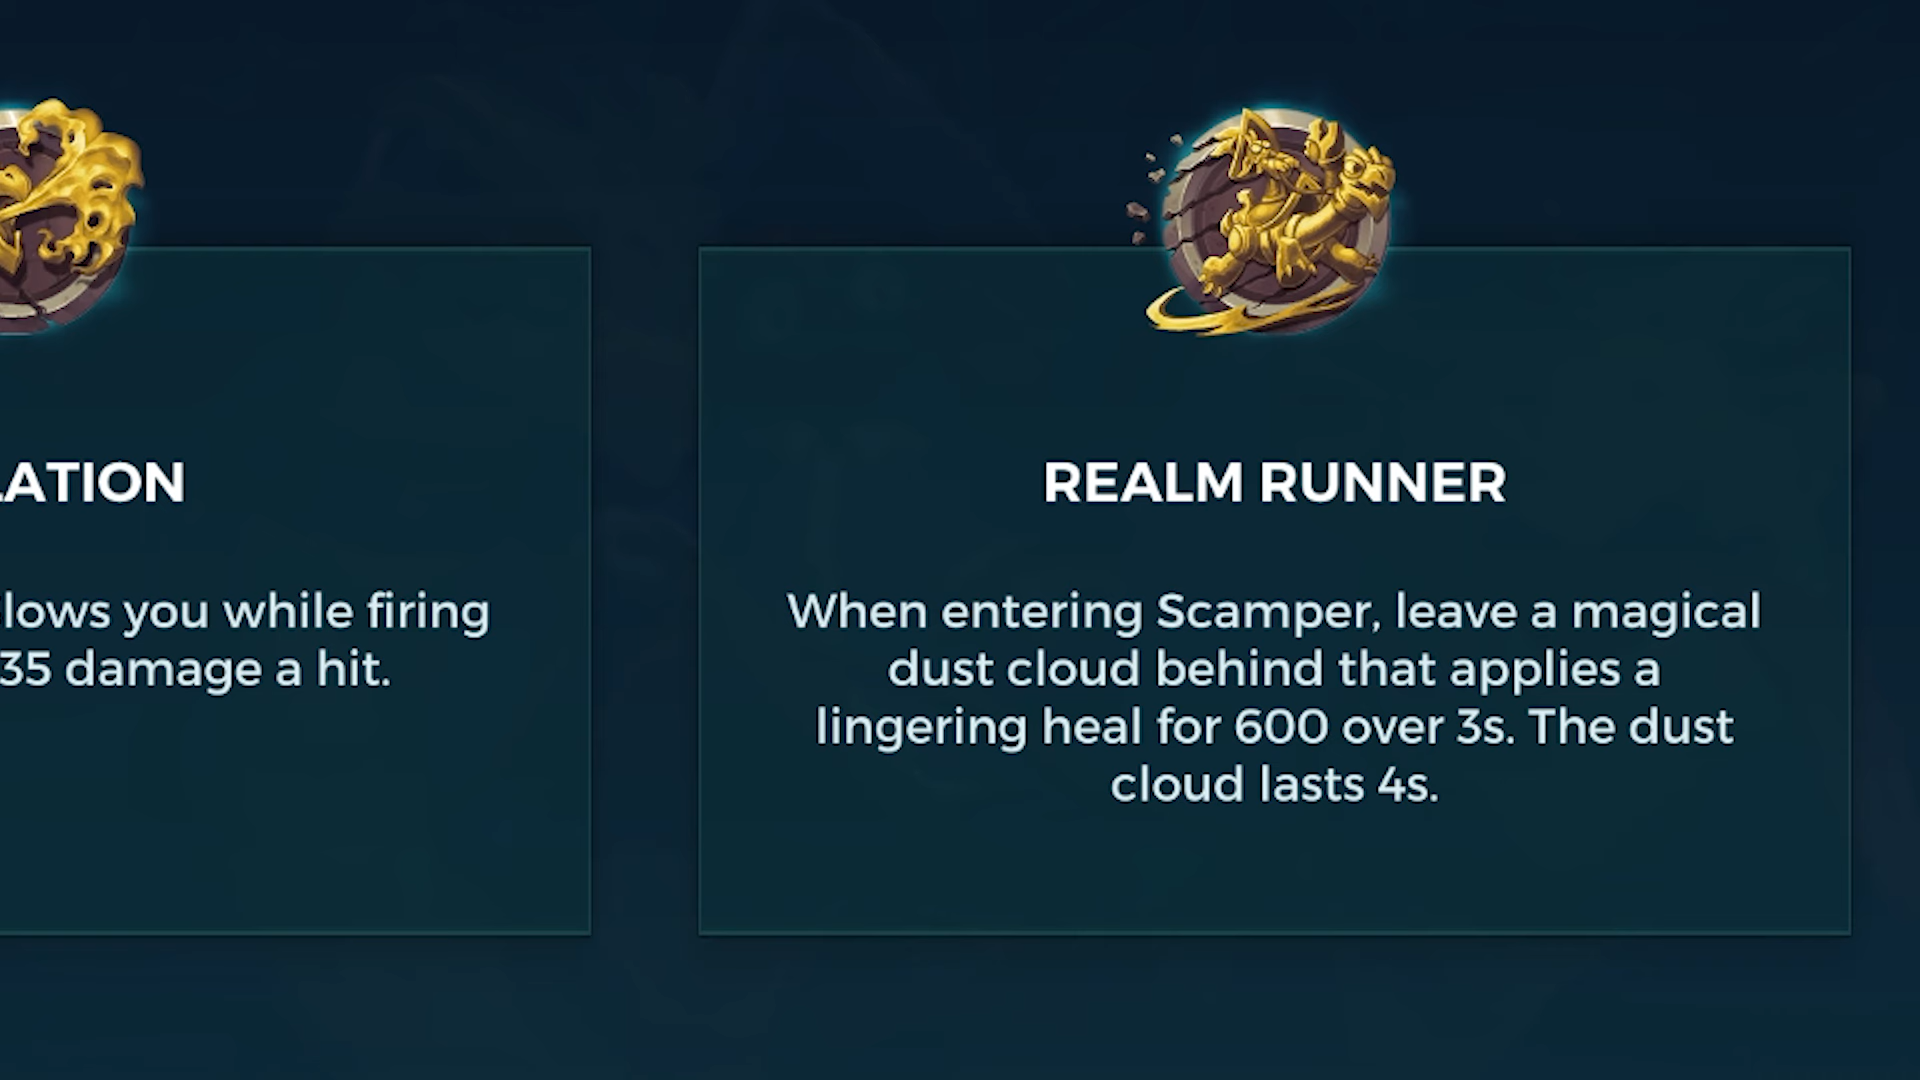 LATION
lows you while firing
35 damage a hit.
REALM RUNNER
When entering Scamper, leave a magical
dust cloud behind that applies a
lingering heal for 600 over 3s. The dust
cloud lasts 4s.